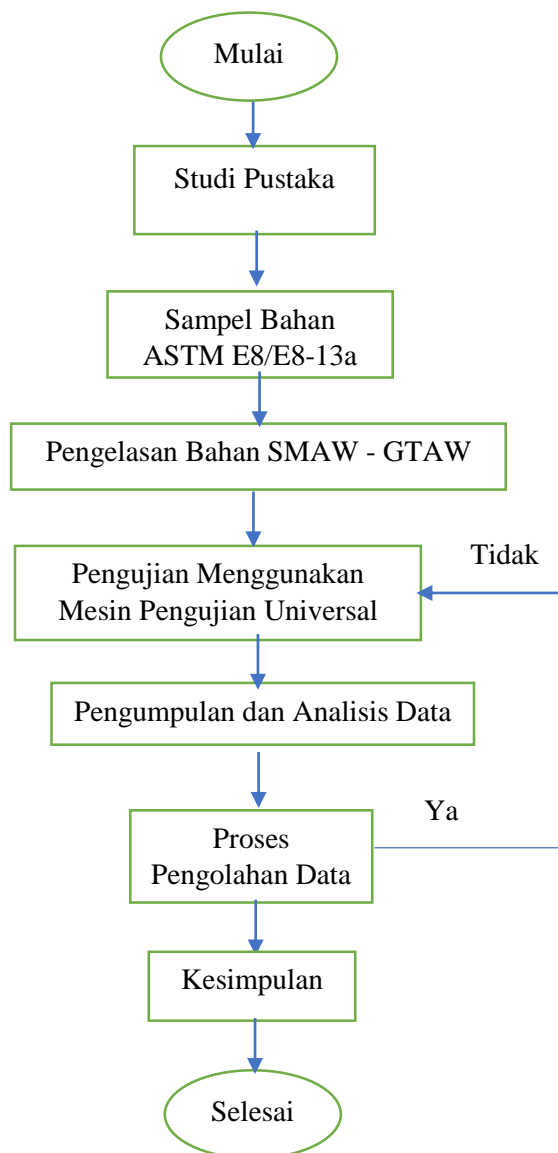 Mulai
Studi Pustaka
Sampel Bahan
ASTM E8/E8-13a
Pengelasan Bahan SMAW - GTAW
Tidak
Pengujian Menggunakan
Mesin Pengujian Universal
Pengumpulan dan Analisis Data
Ya
Proses
Pengolahan Data
Kesimpulan
Selesai